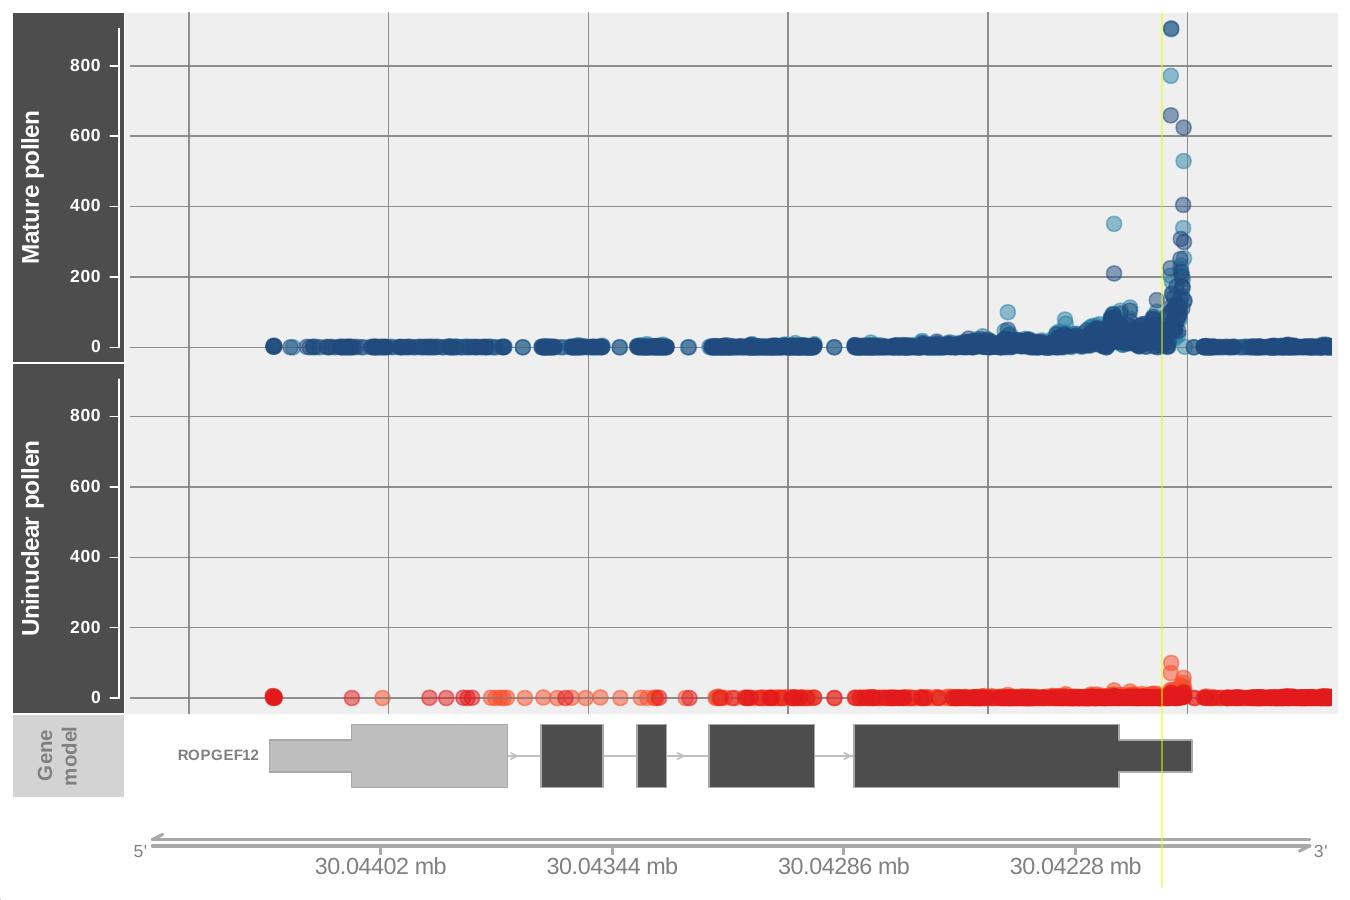 Mature pollen
800
600
400
200
0
Uninuclear pollen
800
600
400
200
0
Gene
model
ROPGEF12
5'
3'
30.04402 mb
30.04344 mb
30.04286 mb
30.04228 mb